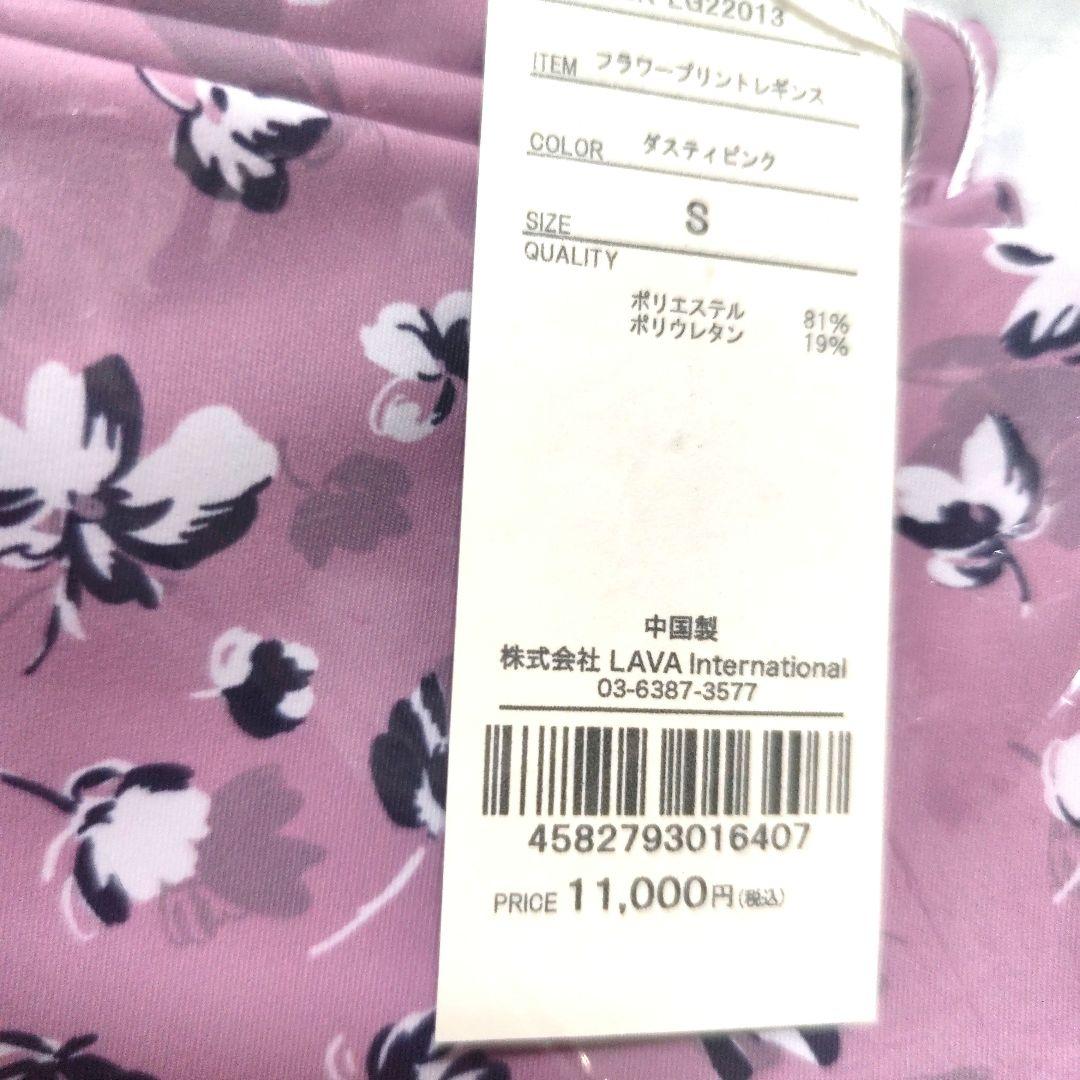 LG22013
ITEM フラワープリントレギンス
COLOR ダスティピンク
SIZE S
QUALITY
ポリエステル 81%
ポリウレタン 19%
中国製
株式会社 LAVA International
03-6387-3577
4582793016407
PRICE 11,000円(税込)